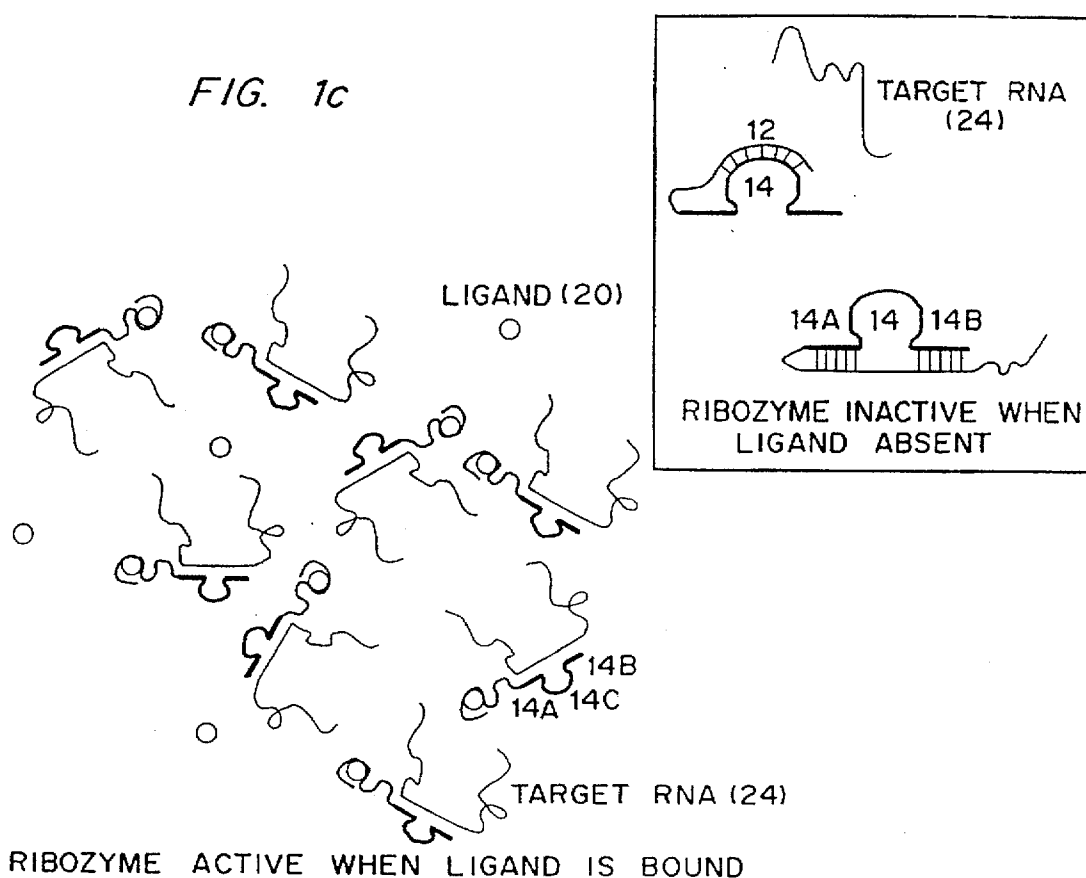 FIG. 1c
TARGET RNA
(24)
12
14
LIGAND (20)
14A 14 14B
RIBOZYME INACTIVE WHEN
LIGAND ABSENT
14B
14A 14C
TARGET RNA (24)
RIBOZYME ACTIVE WHEN LIGAND IS BOUND